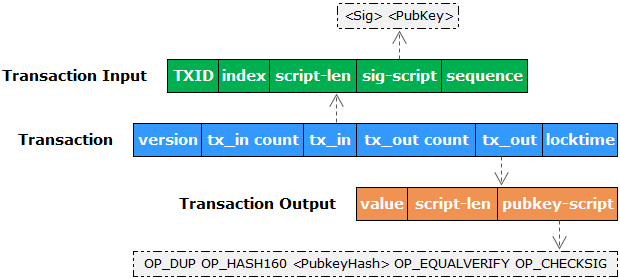 <Sig> <PubKey>
Transaction Input TXID index script-len sig-script sequence
Transaction version tx_in count tx_in tx_out count tx_out locktime
Transaction Output value script-len pubkey-script
OP_DUP OP_HASH160 <PubkeyHash> OP_EQUALVERIFY OP_CHECKSIG